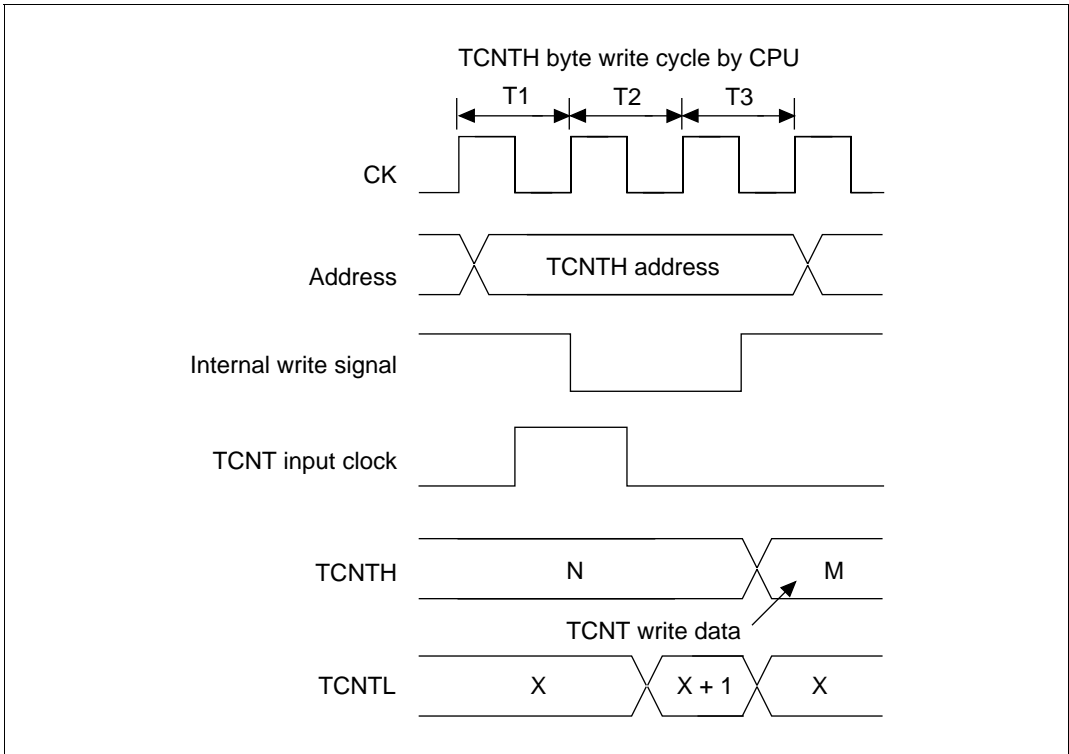 TCNTH byte write cycle by CPU
T1 T2 T3
CK
Address TCNTH address
Internal write signal
TCNT input clock
TCNTH N M
TCNT write data
TCNTL X X + 1 X